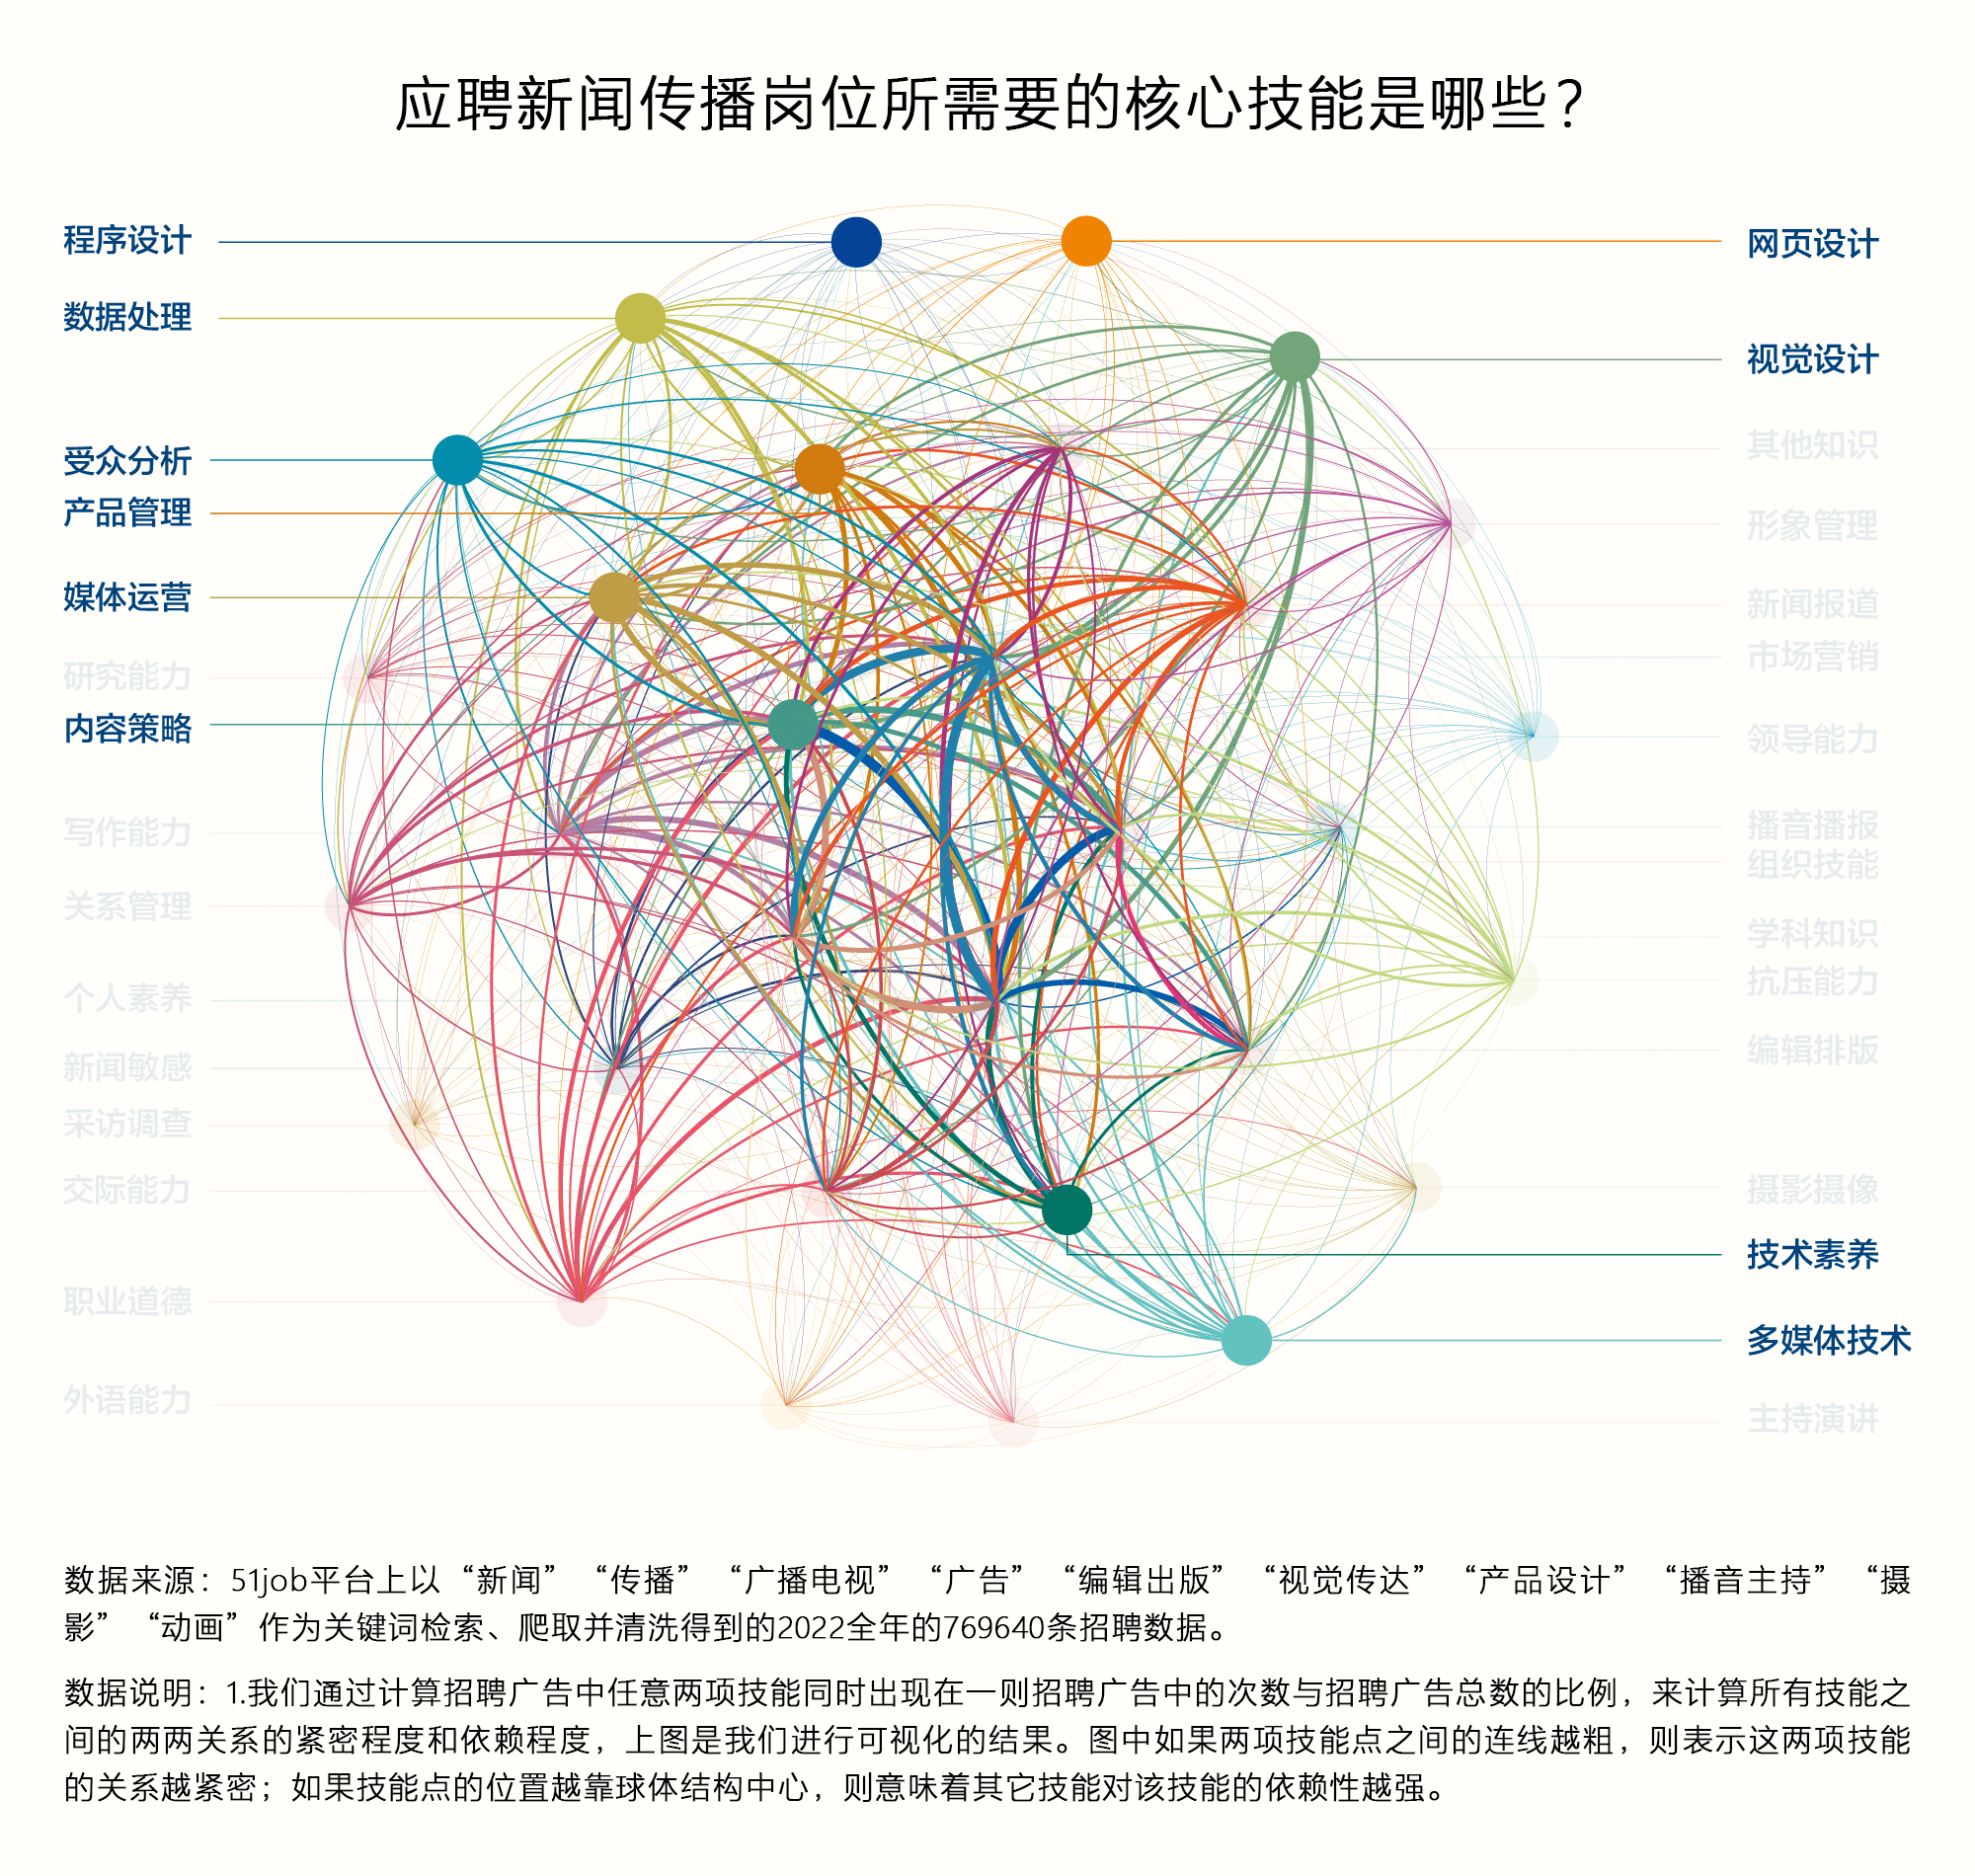 应聘新闻传播岗位所需要的核心技能是哪些？
程序设计
网页设计
数据处理
视觉设计
其他知识
受众分析
产品管理
形象管理
媒体运营
新闻报道
市场营销
研究能力
内容策略
领导能力
写作能力
播音播报
组织技能
关系管理
学科知识
抗压能力
个人素养
编辑排版
新闻敏感
采访调查
交际能力
摄影摄像
技术素养
职业道德
多媒体技术
外语能力
主持演讲
数据来源：51job平台上以“新闻”“传播”“广播电视”“广告”“编辑出版”“视觉传达”“产品设计”“播音主持”“摄
影”“动画”作为关键词检索、爬取并清洗得到的2022全年的769640条招聘数据。
数据说明：1.我们通过计算招聘广告中任意两项技能同时出现在一则招聘广告中的次数与招聘广告总数的比例，来计算所有技能之
间的两两关系的紧密程度和依赖程度，上图是我们进行可视化的结果。图中如果两项技能点之间的连线越粗，则表示这两项技能
的关系越紧密；如果技能点的位置越靠球体结构中心，则意味着其它技能对该技能的依赖性越强。